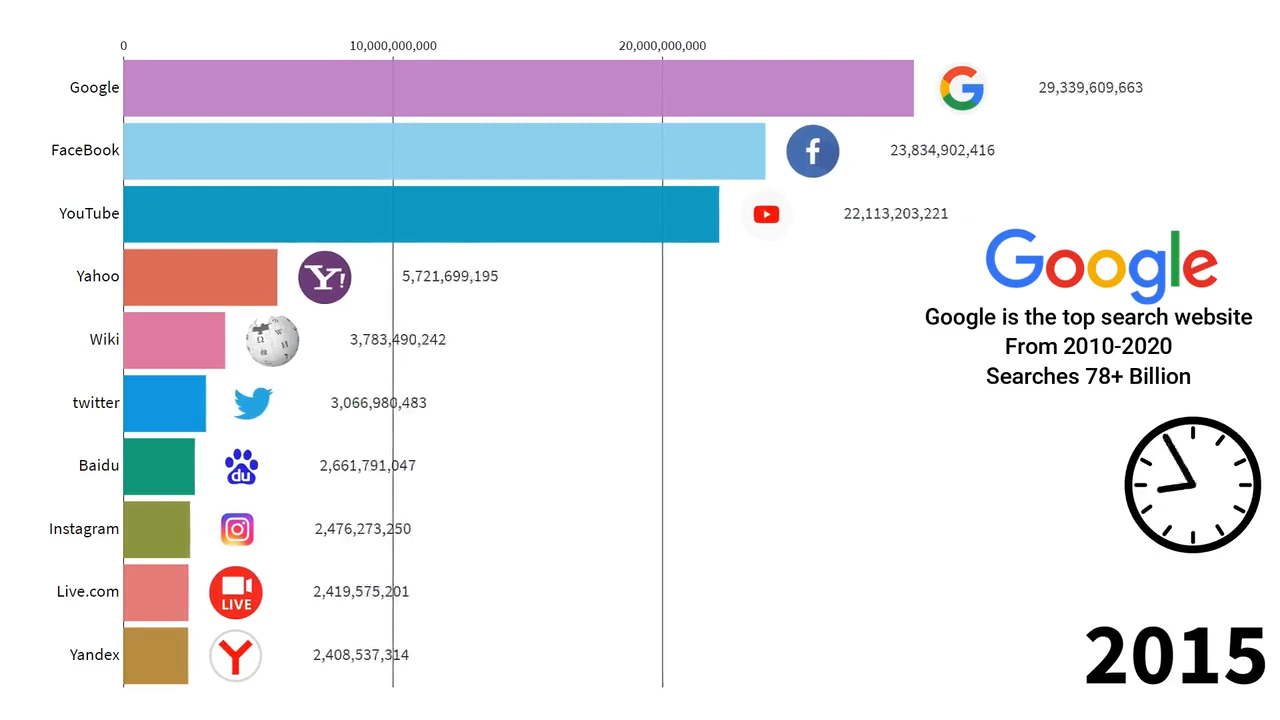 0 10,000,000,000 20,000,000,000
Google G 29,339,609,663
FaceBook f 23,834,902,416
YouTube 22,113,203,221
Yahoo Y! 5,721,699,195
Wiki Ω W И 3,783,490,242
twitter 3,066,980,483
Baidu du 2,661,791,047
Instagram 2,476,273,250
Live.com LIVE 2,419,575,201
Yandex Y 2,408,537,314
Google
Google is the top search website
From 2010-2020
Searches 78+ Billion
2015